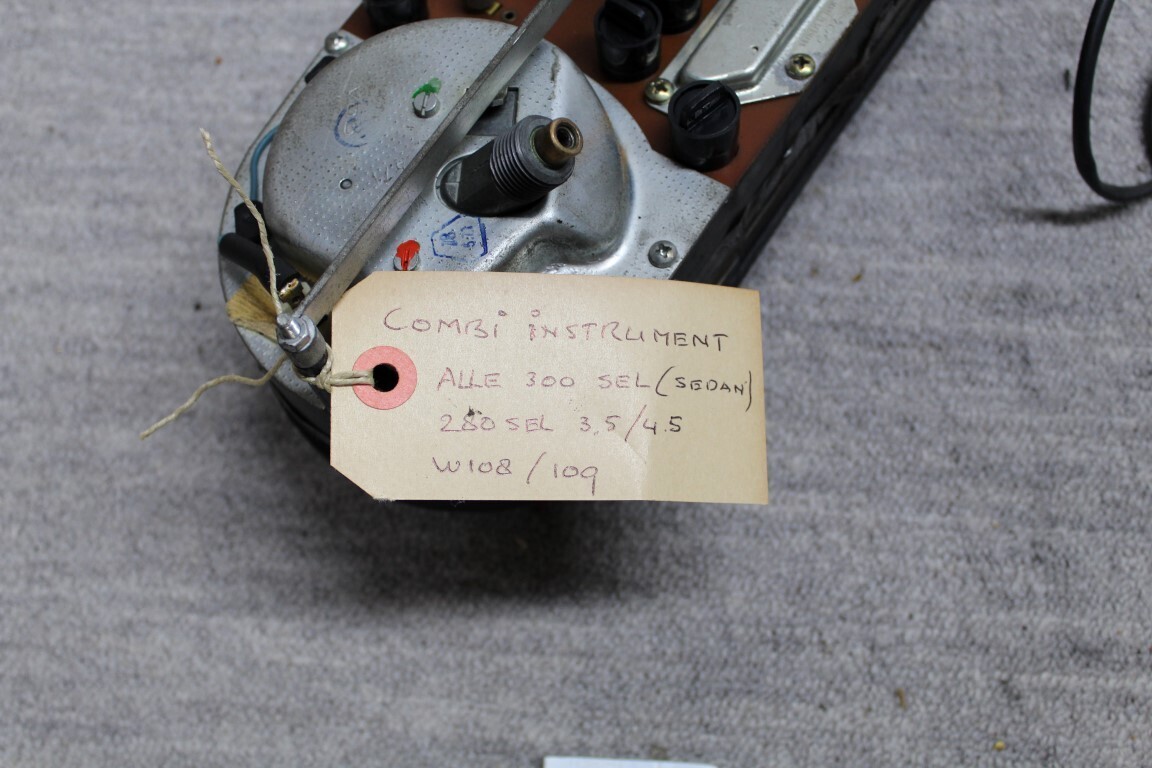 COMBi iNSTRUMENT
ALLE 300 SEL (SEDAN)
280 SEL 3.5/4.5
W108/109